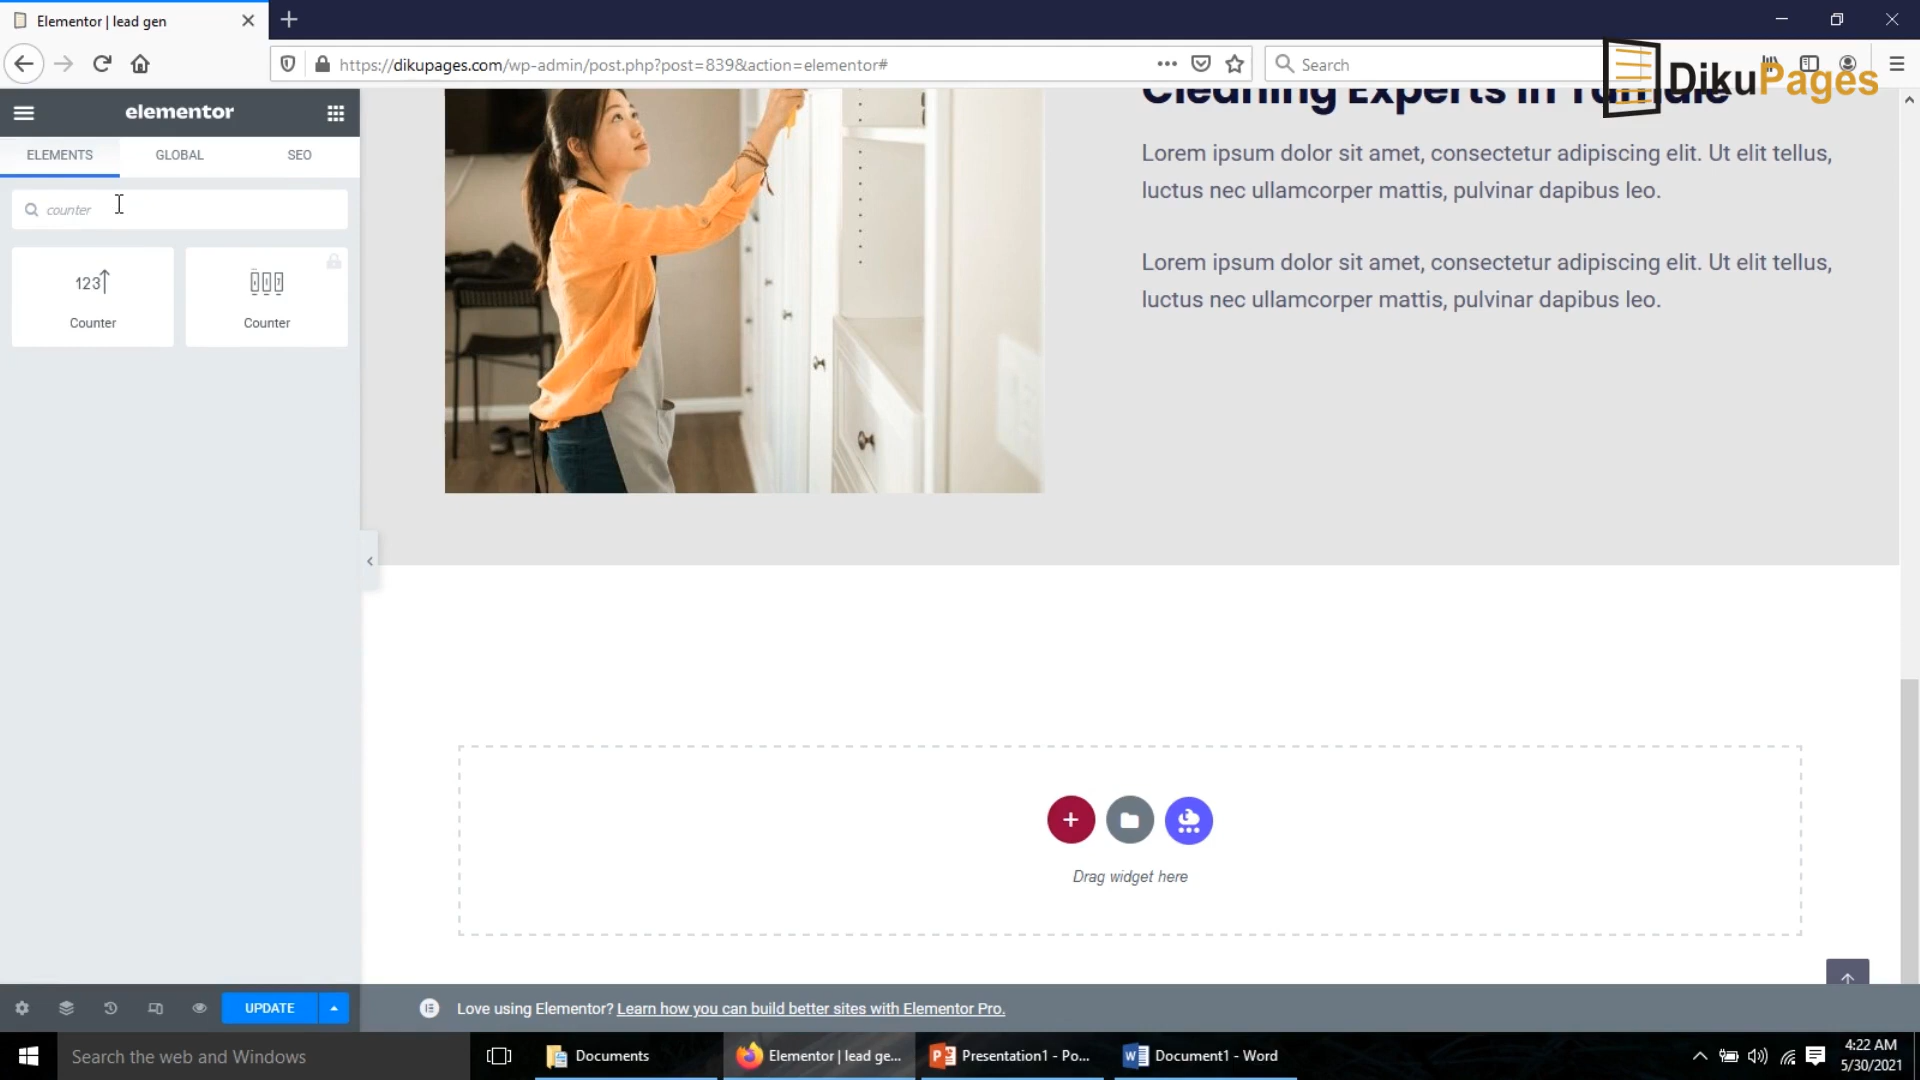 Elementor | lead gen
https://dikupages.com/wp-admin/post.php?post=839&action=elementor#
Search
DikuPages
elementor
ELEMENTS
GLOBAL
SEO
counter
123
Counter
Counter
Cleaning Experts in
Lorem ipsum dolor sit amet, consectetur adipiscing elit. Ut elit tellus,
luctus nec ullamcorper mattis, pulvinar dapibus leo.
Lorem ipsum dolor sit amet, consectetur adipiscing elit. Ut elit tellus,
luctus nec ullamcorper mattis, pulvinar dapibus leo.
Drag widget here
UPDATE
Love using Elementor? Learn how you can build better sites with Elementor Pro.
Search the web and Windows
Documents
Elementor | lead ge...
Presentation1 - Po...
Document1 - Word
4:22 AM
5/30/2021